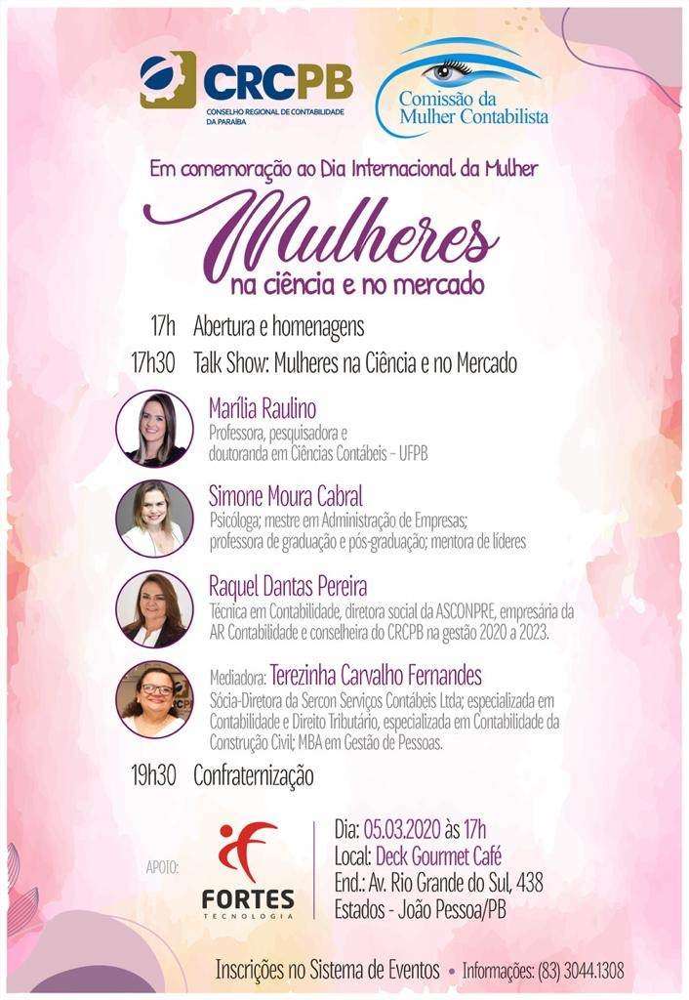 CRCPB
CONSELHO REGIONAL DE CONTABILIDADE
DA PARAÍBA
Comissão da
Mulher Contabilista
Em comemoração ao Dia Internacional da Mulher
Mulheres
na ciência e no mercado
17h Abertura e homenagens
17h30 Talk Show: Mulheres na Ciência e no Mercado
Marília Raulino
Professora, pesquisadora e
doutoranda em Ciências Contábeis – UFPB
Simone Moura Cabral
Psicóloga; mestre em Administração de Empresas;
professora de graduação e pós-graduação; mentora de líderes
Raquel Dantas Pereira
Técnica em Contabilidade, diretora social da ASCONPRE, empresária da
AR Contabilidade e conselheira do CRCPB na gestão 2020 a 2023.
Mediadora: Terezinha Carvalho Fernandes
Sócia-Diretora da Sercon Serviços Contábeis Ltda; especializada em
Contabilidade e Direito Tributário, especializada em Contabilidade da
Construção Civil; MBA em Gestão de Pessoas.
19h30 Confraternização
APOIO:
FORTES
TECNOLOGIA
Dia: 05.03.2020 às 17h
Local: Deck Gourmet Café
End.: Av. Rio Grande do Sul, 438
Estados - João Pessoa/PB
Inscrições no Sistema de Eventos • Informações: (83) 3044.1308